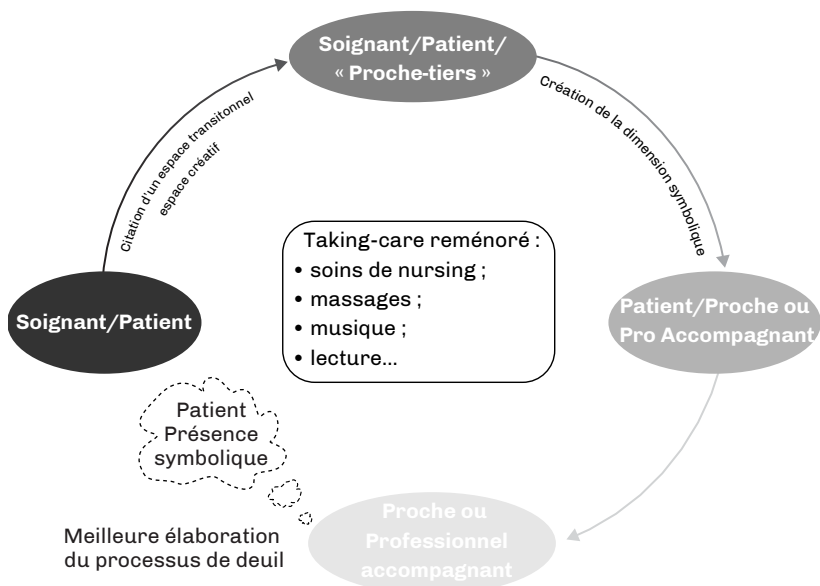 Soignant/Patient/
« Proche-tiers »
Citation d'un espace transitonnel
espace créatif
Création de la dimension symbolique
Taking-care reménoré :
• soins de nursing ;
• massages ;
• musique ;
• lecture...
Soignant/Patient
Patient/Proche ou
Pro Accompagnant
Patient
Présence
symbolique
Proche ou
Professionnel
accompagnant
Meilleure élaboration
du processus de deuil